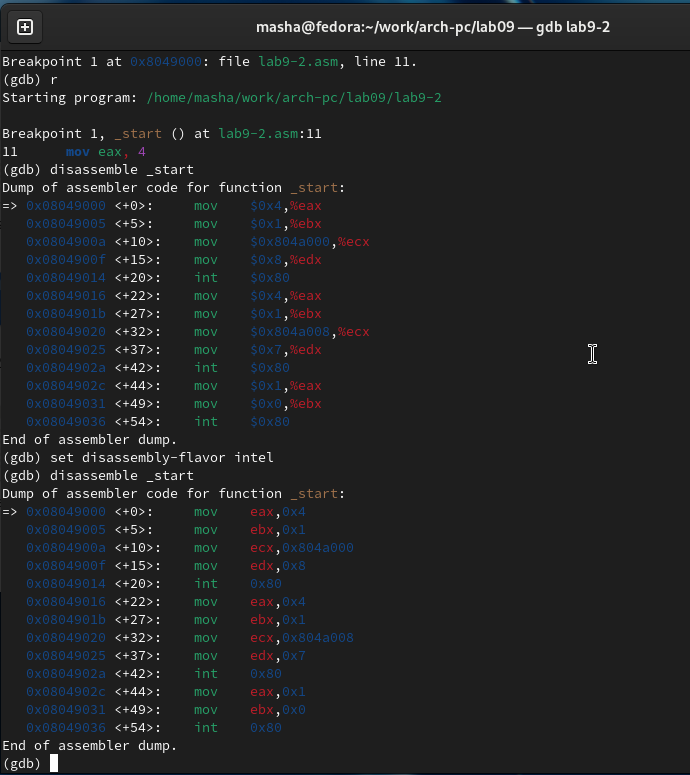 masha@fedora:~/work/arch-pc/lab09 — gdb lab9-2
Breakpoint 1 at 0x8049000: file lab9-2.asm, line 11.
(gdb) r
Starting program: /home/masha/work/arch-pc/lab09/lab9-2
Breakpoint 1, _start () at lab9-2.asm:11
11      mov eax, 4
(gdb) disassemble _start
Dump of assembler code for function _start:
=> 0x08049000 <+0>:     mov    $0x4,%eax
   0x08049005 <+5>:     mov    $0x1,%ebx
   0x0804900a <+10>:    mov    $0x804a000,%ecx
   0x0804900f <+15>:    mov    $0x8,%edx
   0x08049014 <+20>:    int    $0x80
   0x08049016 <+22>:    mov    $0x4,%eax
   0x0804901b <+27>:    mov    $0x1,%ebx
   0x08049020 <+32>:    mov    $0x804a008,%ecx
   0x08049025 <+37>:    mov    $0x7,%edx
   0x0804902a <+42>:    int    $0x80
   0x0804902c <+44>:    mov    $0x1,%eax
   0x08049031 <+49>:    mov    $0x0,%ebx
   0x08049036 <+54>:    int    $0x80
End of assembler dump.
(gdb) set disassembly-flavor intel
(gdb) disassemble _start
Dump of assembler code for function _start:
=> 0x08049000 <+0>:     mov    eax,0x4
   0x08049005 <+5>:     mov    ebx,0x1
   0x0804900a <+10>:    mov    ecx,0x804a000
   0x0804900f <+15>:    mov    edx,0x8
   0x08049014 <+20>:    int    0x80
   0x08049016 <+22>:    mov    eax,0x4
   0x0804901b <+27>:    mov    ebx,0x1
   0x08049020 <+32>:    mov    ecx,0x804a008
   0x08049025 <+37>:    mov    edx,0x7
   0x0804902a <+42>:    int    0x80
   0x0804902c <+44>:    mov    eax,0x1
   0x08049031 <+49>:    mov    ebx,0x0
   0x08049036 <+54>:    int    0x80
End of assembler dump.
(gdb)